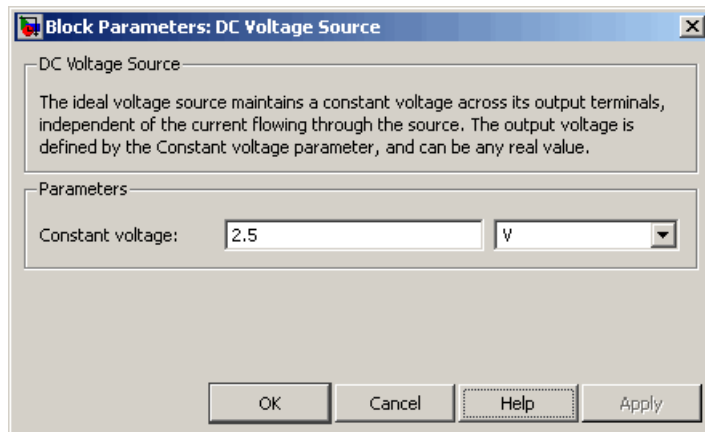 Block Parameters: DC Voltage Source
DC Voltage Source
The ideal voltage source maintains a constant voltage across its output terminals,
independent of the current flowing through the source. The output voltage is
defined by the Constant voltage parameter, and can be any real value.
Parameters
Constant voltage: 2.5 V
OK Cancel Help Apply